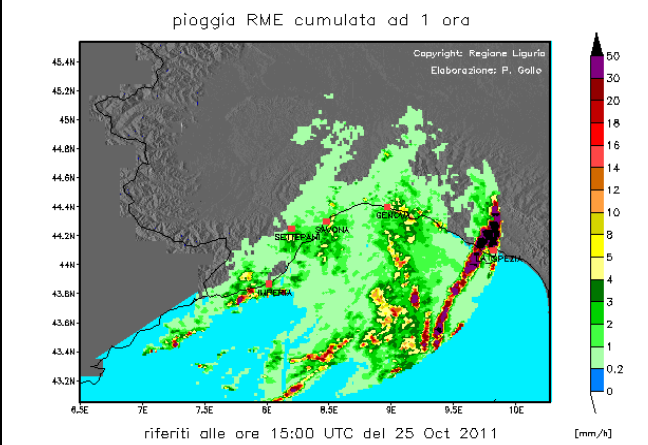 pioggia RME cumulata ad 1 ora
Copyright: Regione Liguria
Elaborazione: P. Gollo
45.4N
45.2N
45N
44.8N
44.6N
44.4N
44.2N
44N
43.8N
43.6N
43.4N
43.2N
GENOVA
SAVONA
SETTEPANI
LA SPEZIA
IMPERIA
6.5E
7E
7.5E
8E
8.5E
9E
9.5E
10E
50
30
20
18
16
14
12
10
8
5
4
3
2
1
0.2
0
[mm/h]
riferiti alle ore 15:00 UTC del 25 Oct 2011